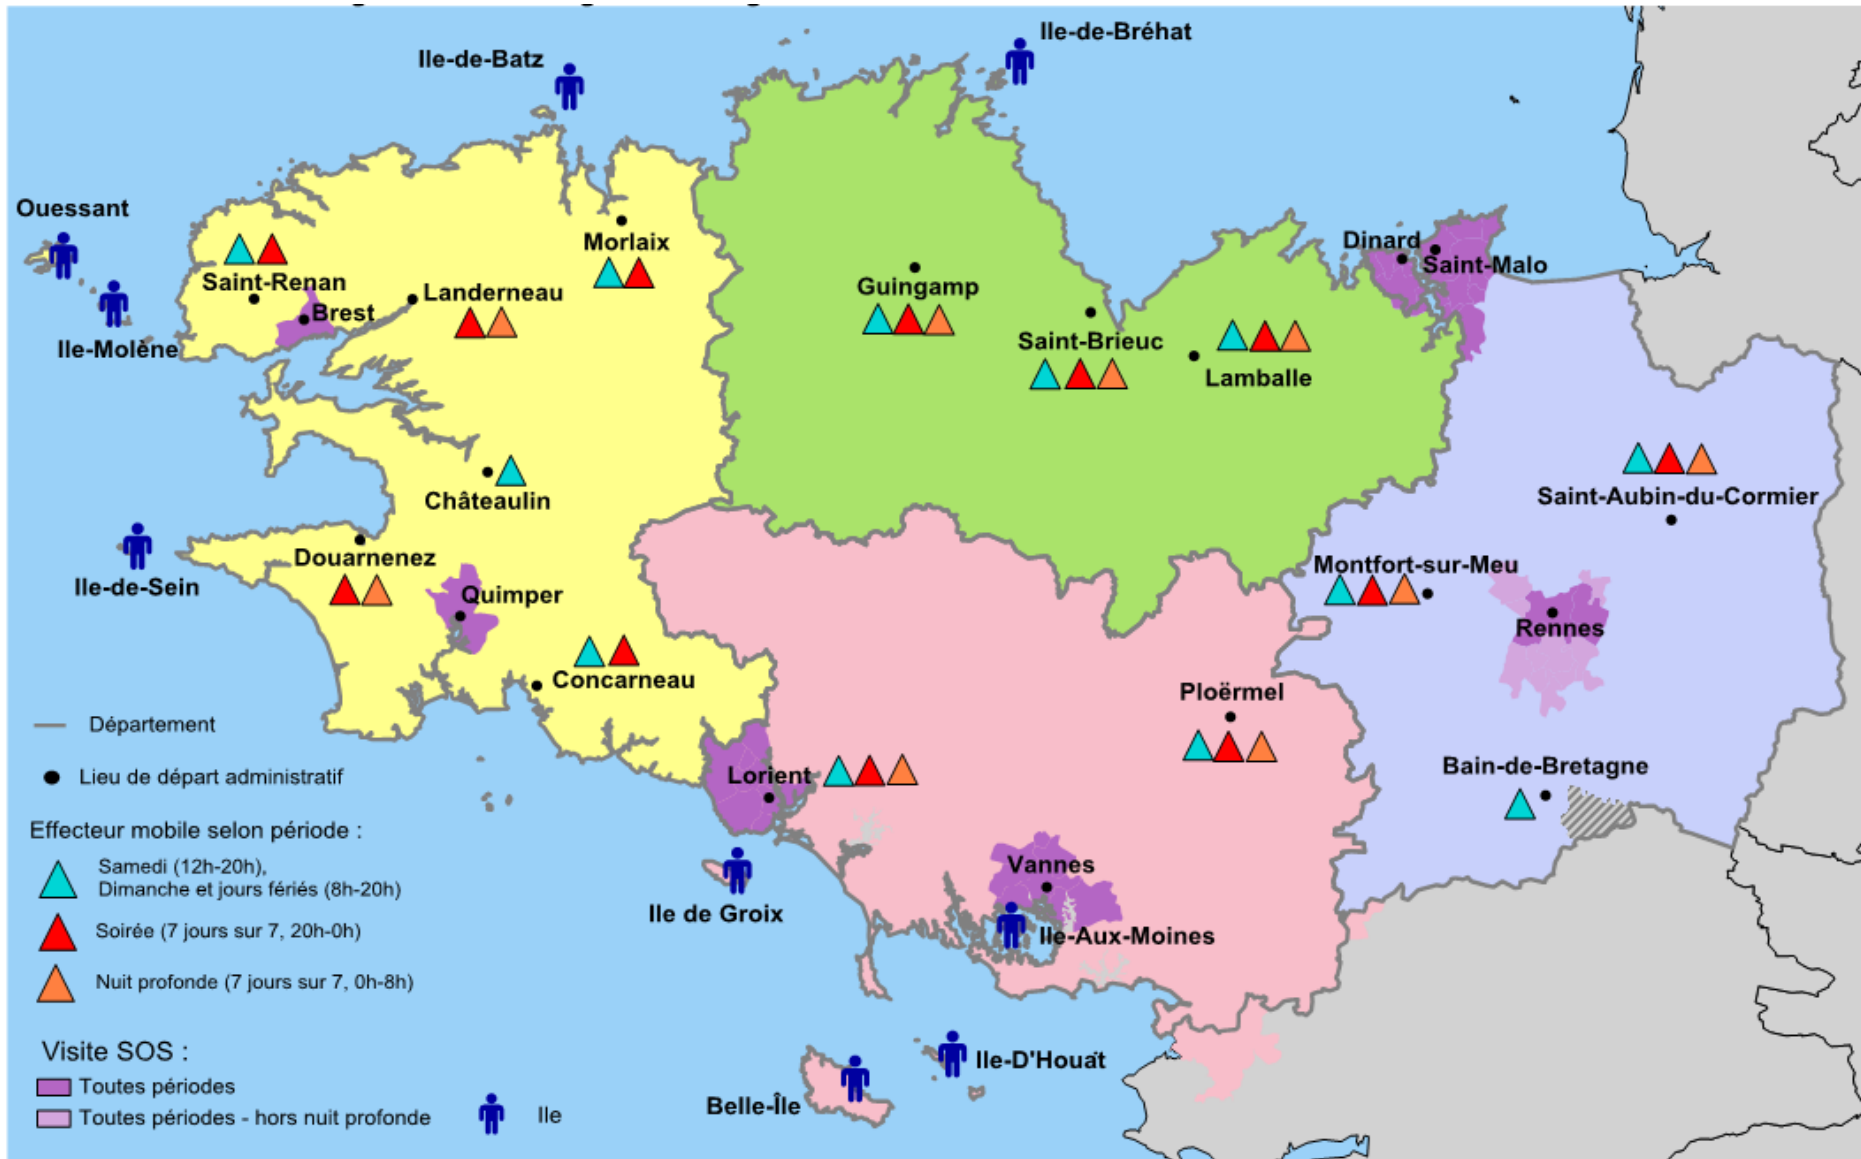 Ile-de-Bréhat
Ile-de-Batz
Ouessant
Dinard
Morlaix
Saint-Malo
Saint-Renan
Guingamp
Landerneau
Brest
Saint-Brieuc
Ile-Molène
Lamballe
Châteaulin
Saint-Aubin-du-Cormier
Douarnenez
Montfort-sur-Meu
Ile-de-Sein
Quimper
Rennes
Concarneau
Ploërmel
Département
Bain-de-Bretagne
Lorient
Lieu de départ administratif
Effecteur mobile selon période :
Samedi (12h-20h),
Dimanche et jours fériés (8h-20h)
Vannes
Ile de Groix
Soirée (7 jours sur 7, 20h-0h)
Ile-Aux-Moines
Nuit profonde (7 jours sur 7, 0h-8h)
Visite SOS :
Ile-D'Houät
Toutes périodes
Belle-Île
Toutes périodes - hors nuit profonde
Ile